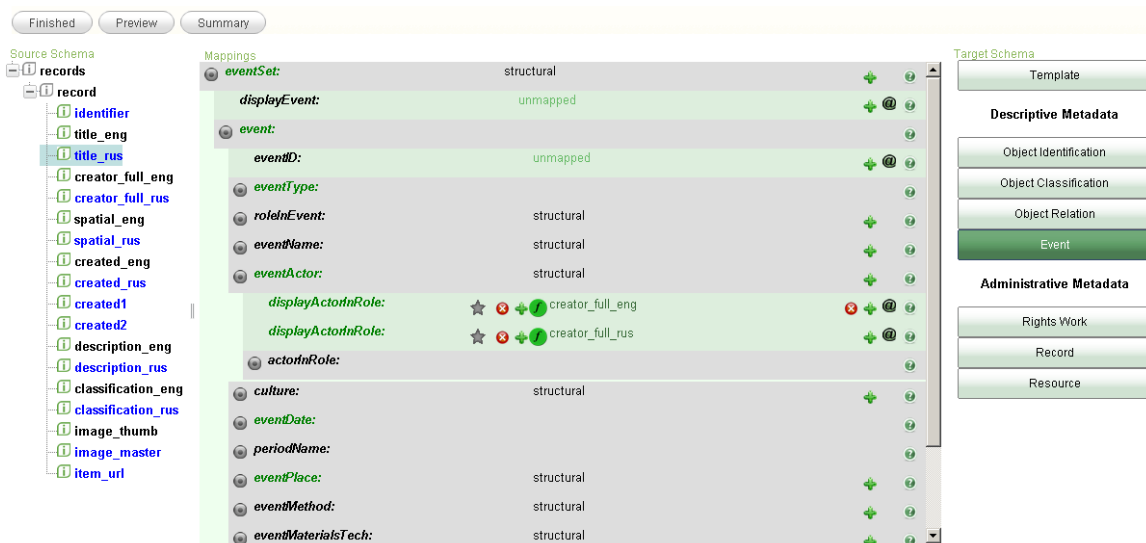 Finished Preview Summary
Source Schema
records
record
identifier
title_eng
title_rus
creator_full_eng
creator_full_rus
spatial_eng
spatial_rus
created_eng
created_rus
created1
created2
description_eng
description_rus
classification_eng
classification_rus
image_thumb
image_master
item_url
Mappings
eventSet: structural
displayEvent: unmapped @
event:
eventID: unmapped @
eventType:
roleInEvent: structural
eventName: structural
eventActor: structural
displayActorInRole: f creator_full_eng @
displayActorInRole: f creator_full_rus @
actorInRole:
culture: structural
eventDate:
periodName:
eventPlace: structural
eventMethod: structural
eventMaterialsTech: structural
Target Schema
Template
Descriptive Metadata
Object Identification
Object Classification
Object Relation
Event
Administrative Metadata
Rights Work
Record
Resource